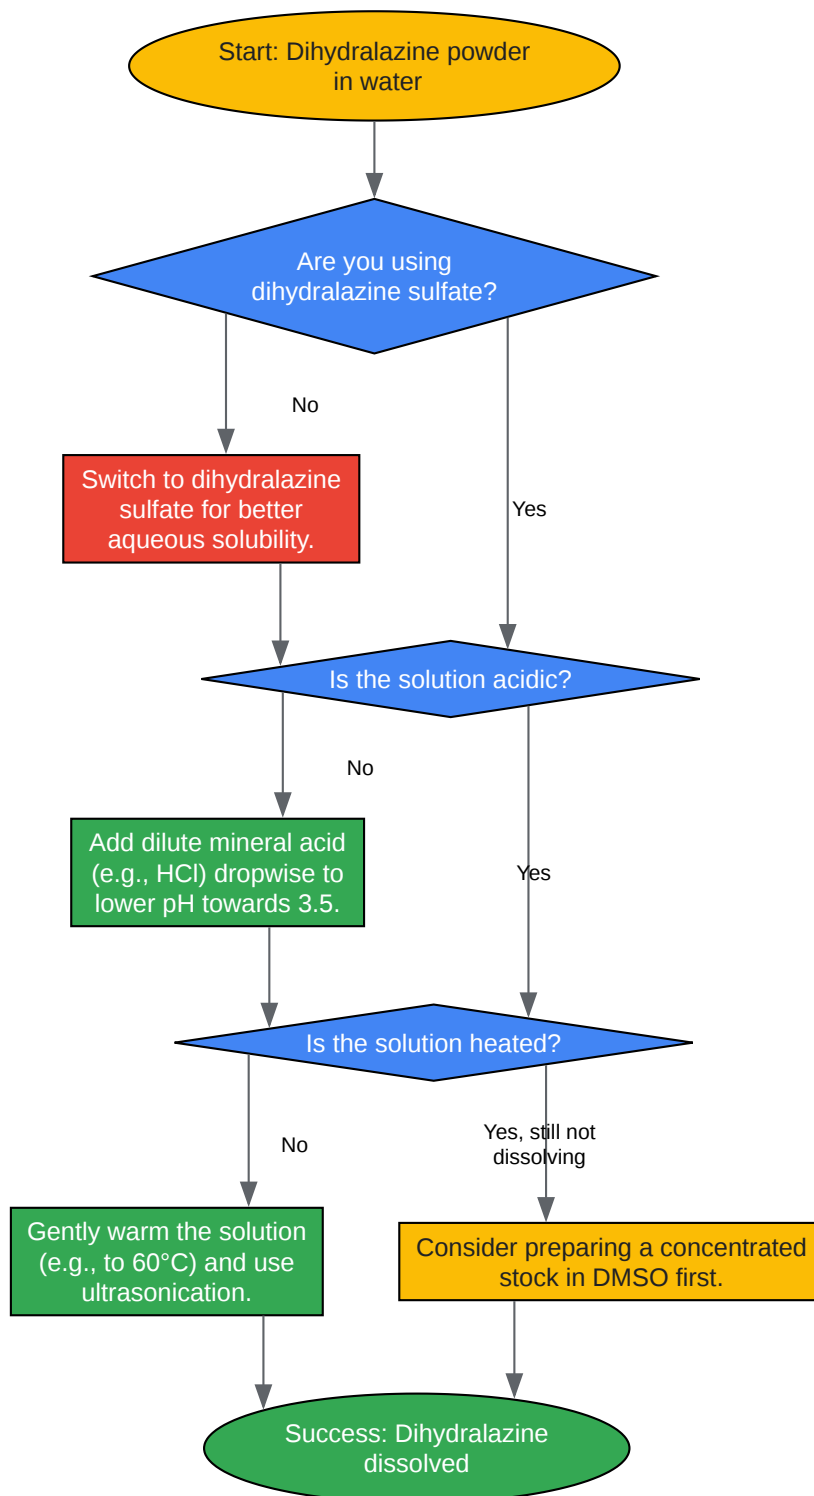 Start: Dihydralazine powder
in water
Are you using
dihydralazine sulfate?
No
Switch to dihydralazine
sulfate for better
aqueous solubility.
Yes
Is the solution acidic?
No
Add dilute mineral acid
(e.g., HCl) dropwise to
lower pH towards 3.5.
Yes
Is the solution heated?
No
Yes, still not
dissolving
Gently warm the solution
(e.g., to 60°C) and use
ultrasonication.
Consider preparing a concentrated
stock in DMSO first.
Success: Dihydralazine
dissolved